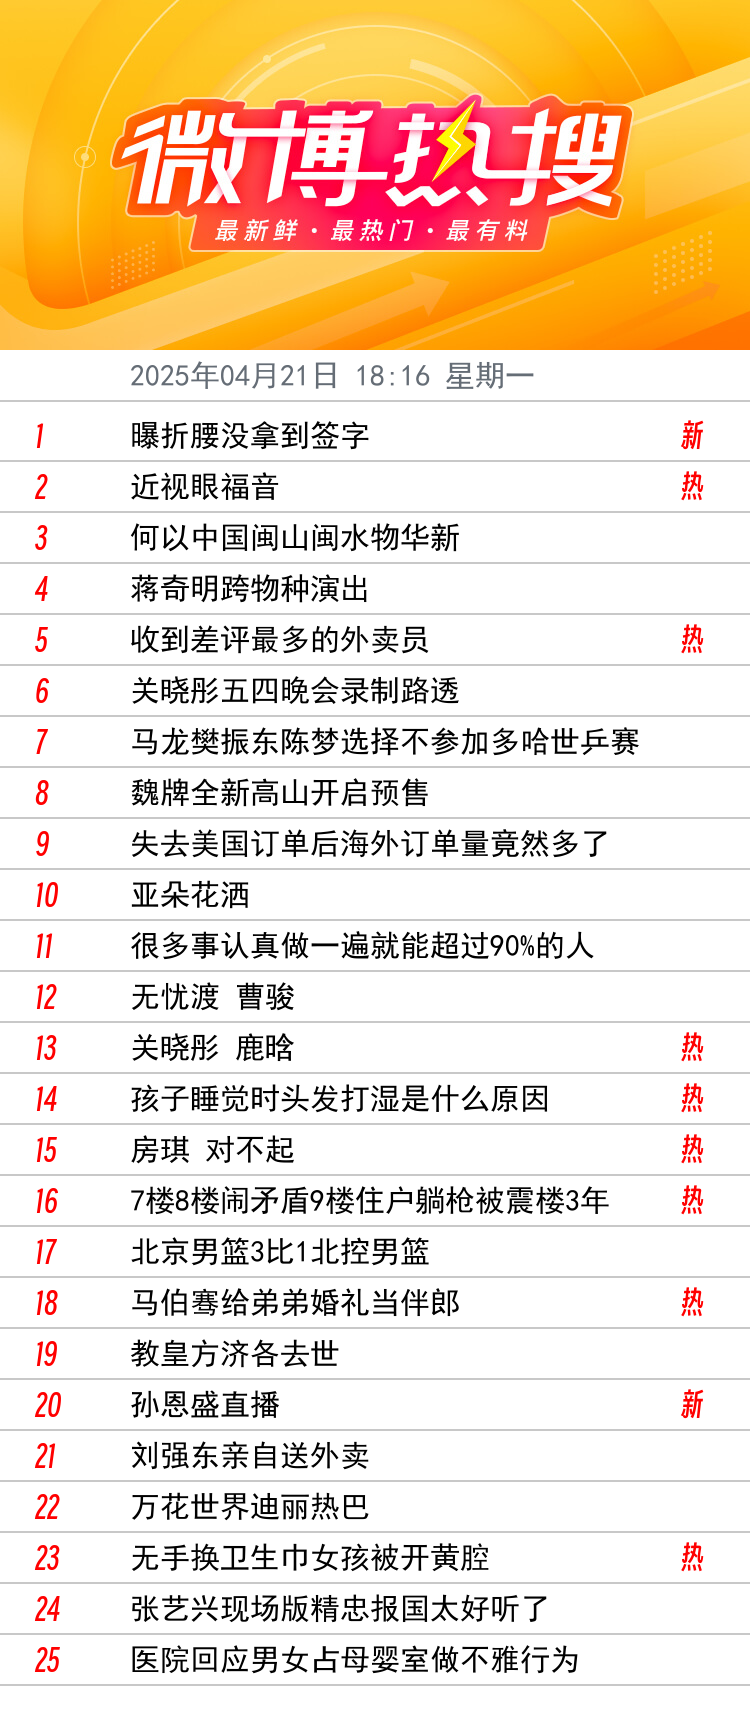 微博热搜
最新鲜·最热门·最有料
2025年04月21日 18:16 星期一
1 曝折腰没拿到签字 新
2 近视眼福音 热
3 何以中国闽山闽水物华新
4 蒋奇明跨物种演出
5 收到差评最多的外卖员 热
6 关晓彤五四晚会录制路透
7 马龙樊振东陈梦选择不参加多哈世乒赛
8 魏牌全新高山开启预售
9 失去美国订单后海外订单量竟然多了
10 亚朵花洒
11 很多事认真做一遍就能超过90%的人
12 无忧渡 曹骏
13 关晓彤 鹿晗 热
14 孩子睡觉时头发打湿是什么原因 热
15 房琪 对不起 热
16 7楼8楼闹矛盾9楼住户躺枪被震楼3年 热
17 北京男篮3比1北控男篮
18 马伯骞给弟弟婚礼当伴郎 热
19 教皇方济各去世
20 孙恩盛直播 新
21 刘强东亲自送外卖
22 万花世界迪丽热巴
23 无手换卫生巾女孩被开黄腔 热
24 张艺兴现场版精忠报国太好听了
25 医院回应男女占母婴室做不雅行为